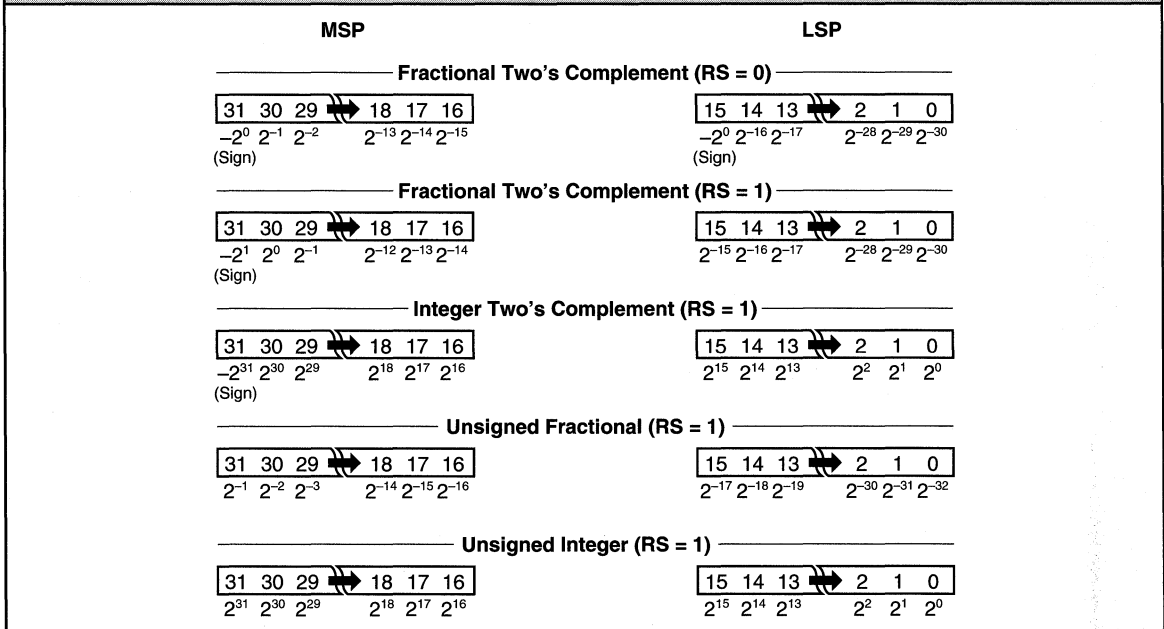 MSP LSP
Fractional Two's Complement (RS = 0)
31 30 29 18 17 16 15 14 13 2 1 0
–2⁰ 2⁻¹ 2⁻² 2⁻¹³ 2⁻¹⁴ 2⁻¹⁵ –2⁰ 2⁻¹⁶ 2⁻¹⁷ 2⁻²⁸ 2⁻²⁹ 2⁻³⁰
(Sign) (Sign)
Fractional Two's Complement (RS = 1)
31 30 29 18 17 16 15 14 13 2 1 0
–2¹ 2⁰ 2⁻¹ 2⁻¹² 2⁻¹³ 2⁻¹⁴ 2⁻¹⁵ 2⁻¹⁶ 2⁻¹⁷ 2⁻²⁸ 2⁻²⁹ 2⁻³⁰
(Sign)
Integer Two's Complement (RS = 1)
31 30 29 18 17 16 15 14 13 2 1 0
–2³¹ 2³⁰ 2²⁹ 2¹⁸ 2¹⁷ 2¹⁶ 2¹⁵ 2¹⁴ 2¹³ 2² 2¹ 2⁰
(Sign)
Unsigned Fractional (RS = 1)
31 30 29 18 17 16 15 14 13 2 1 0
2⁻¹ 2⁻² 2⁻³ 2⁻¹⁴ 2⁻¹⁵ 2⁻¹⁶ 2⁻¹⁷ 2⁻¹⁸ 2⁻¹⁹ 2⁻³⁰ 2⁻³¹ 2⁻³²
Unsigned Integer (RS = 1)
31 30 29 18 17 16 15 14 13 2 1 0
2³¹ 2³⁰ 2²⁹ 2¹⁸ 2¹⁷ 2¹⁶ 2¹⁵ 2¹⁴ 2¹³ 2² 2¹ 2⁰